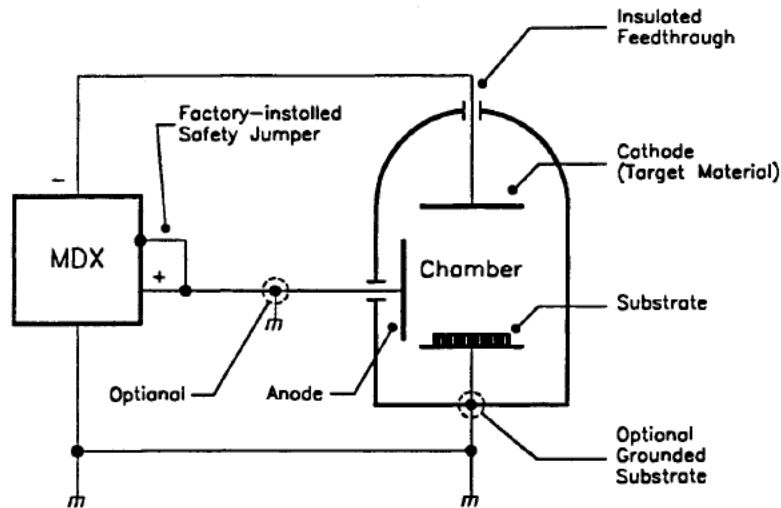 Insulated
Feedthrough
Factory-installed
Safety Jumper
Cathode
(Target Material)
-
MDX
+
Chamber
Substrate
Optional
Anode
Optional
Grounded
Substrate